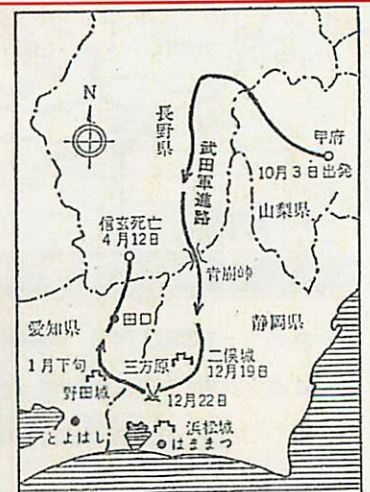 N
長野県
武田軍進路
甲府
10月3日出発
山梨県
信玄死亡
4月12日
青崩峠
愛知県
田口
静岡県
1月下旬
三方原
二俣城
12月19日
野田城
12月22日
とよはし
浜松城
はままつ